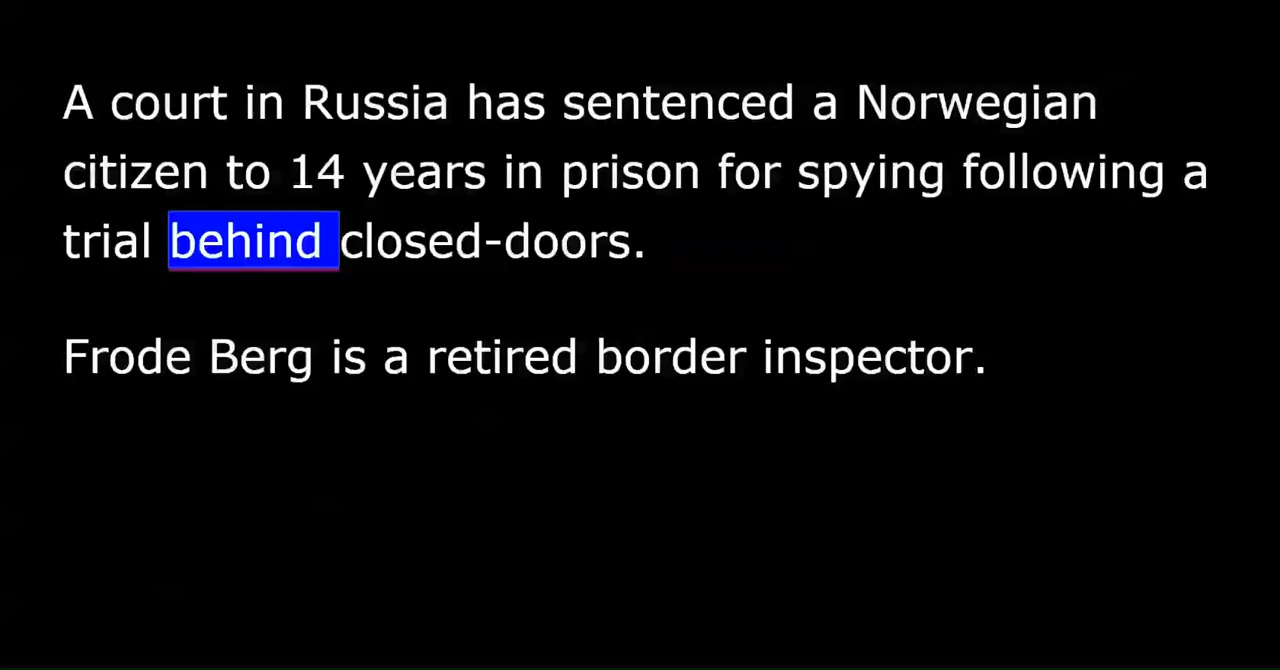 A court in Russia has sentenced a Norwegian
citizen to 14 years in prison for spying following a
trial behind closed-doors.
Frode Berg is a retired border inspector.